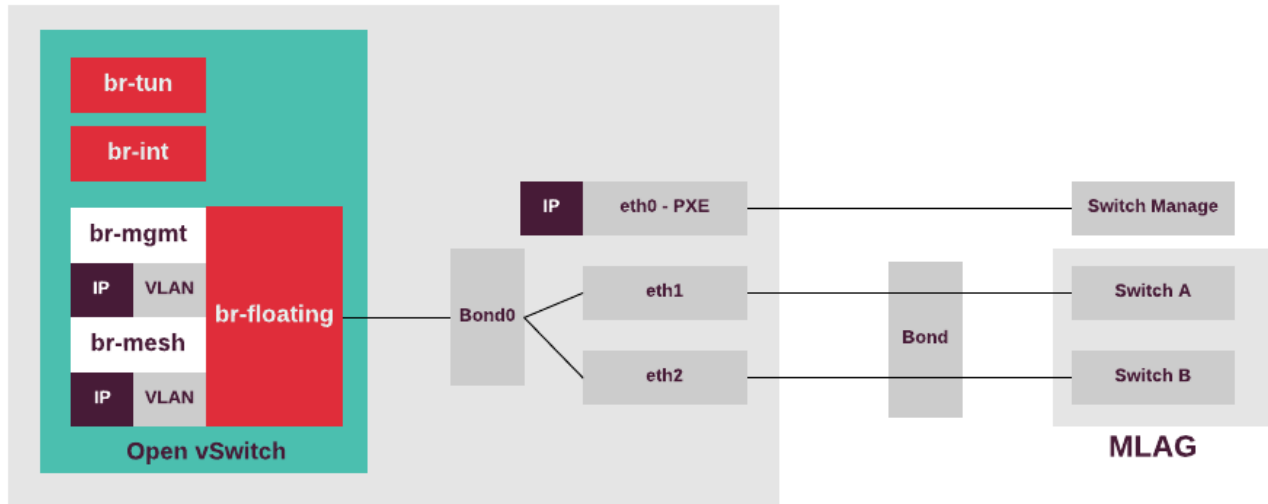 br-tun
br-int
br-mgmt
IP VLAN
br-floating
br-mesh
IP VLAN
Open vSwitch
Bond0
IP eth0 - PXE
eth1
eth2
Bond
Switch Manage
Switch A
Switch B
MLAG